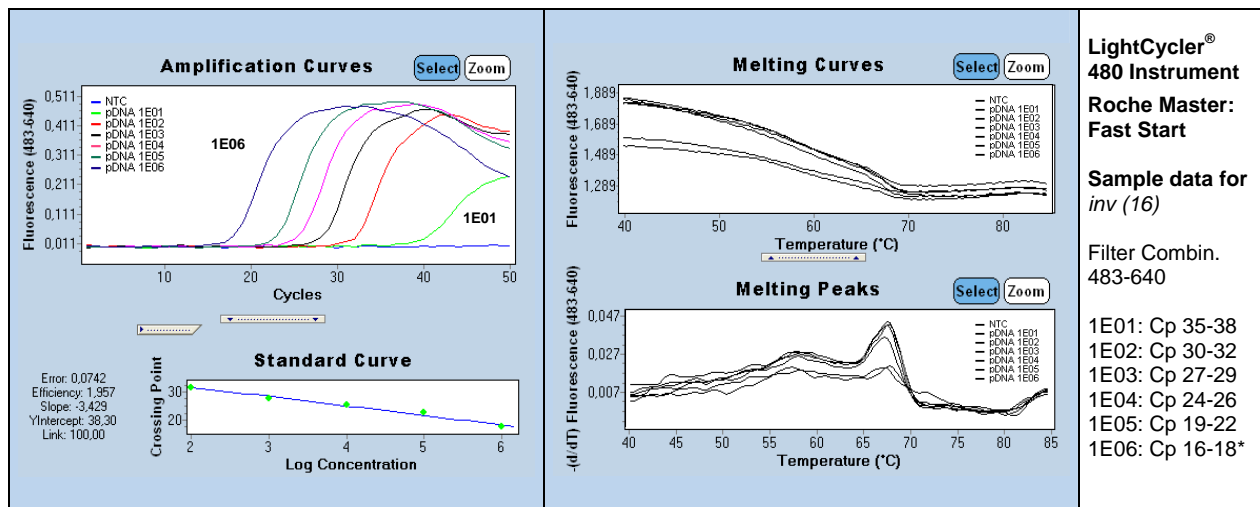 Amplification Curves
Select
Zoom
Fluorescence (483-640)
0,511
0,411
0,311
0,211
0,111
0,011
NTC
pDNA 1E01
pDNA 1E02
pDNA 1E03
pDNA 1E04
pDNA 1E05
pDNA 1E06
1E06
1E01
10
20
30
40
50
Cycles
Standard Curve
Error: 0,0742
Efficiency: 1,957
Slope: -3,429
YIntercept: 38,30
Link: 100,00
Crossing Point
30
20
2
3
4
5
6
Log Concentration
Melting Curves
Select
Zoom
Fluorescence (483-640)
1,889
1,689
1,489
1,289
NTC
pDNA 1E01
pDNA 1E02
pDNA 1E03
pDNA 1E04
pDNA 1E05
pDNA 1E06
40
50
60
70
80
Temperature (°C)
Melting Peaks
Select
Zoom
-(d/dT) Fluorescence (483-640)
0,047
0,027
0,007
NTC
pDNA 1E01
pDNA 1E02
pDNA 1E03
pDNA 1E04
pDNA 1E05
pDNA 1E06
40
45
50
55
60
65
70
75
80
85
Temperature (°C)
LightCycler®
480 Instrument
Roche Master:
Fast Start
Sample data for
inv (16)
Filter Combin.
483-640
1E01: Cp 35-38
1E02: Cp 30-32
1E03: Cp 27-29
1E04: Cp 24-26
1E05: Cp 19-22
1E06: Cp 16-18*